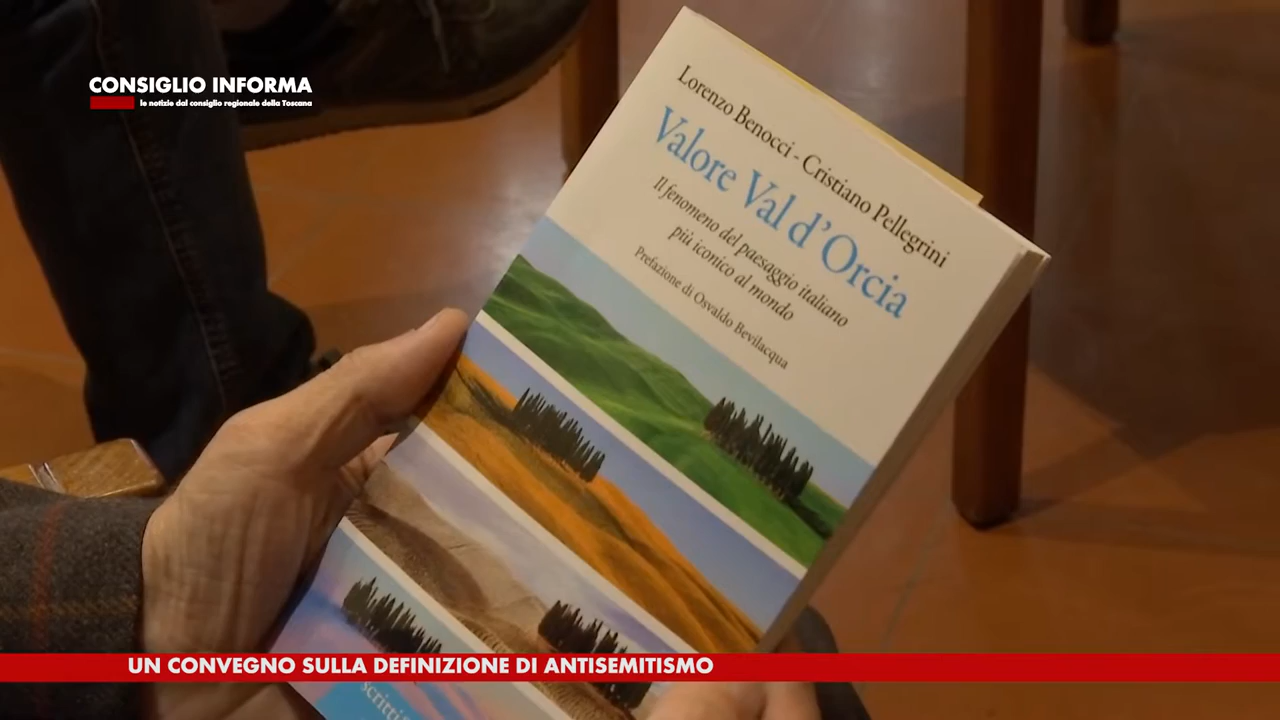 CONSIGLIO INFORMA
le notizie dal consiglio regionale della Toscana
Lorenzo Benocci - Cristiano Pellegrini
Valore Val d'Orcia
Il fenomeno del paesaggio italiano
più iconico al mondo
Prefazione di Osvaldo Bevilacqua
UN CONVEGNO SULLA DEFINIZIONE DI ANTISEMITISMO